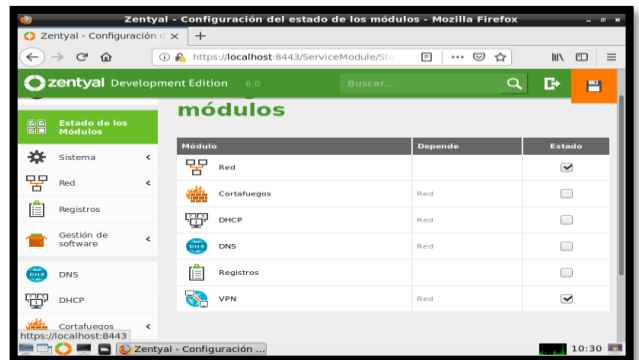 Zentyal - Configuración del estado de los módulos - Mozilla Firefox
Zentyal - Configuración d
https://localhost:8443/ServiceModule/Sta
zentyal Development Edition 6.0
Buscar...
módulos
Estado de los
Módulos
Sistema
Red
Registros
Gestión de
software
DNS
DHCP
Cortafuegos
Módulo Depende Estado
Red
Cortafuegos Red
DHCP Red
DNS DNS Red
Registros
VPN Red
https://localhost:8443
Zentyal - Configuración ...
10:30